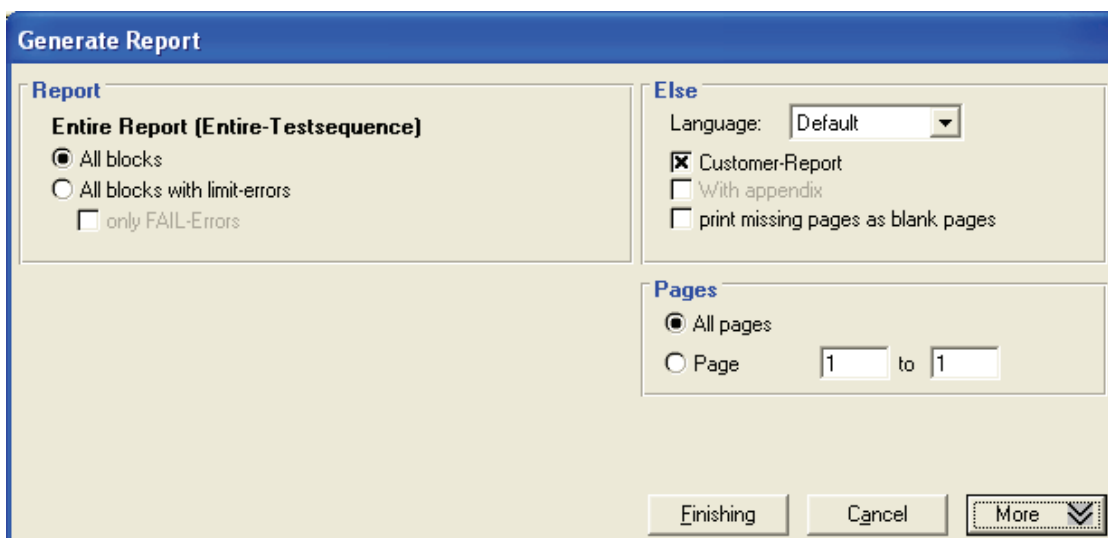 Generate Report
Report
Entire Report (Entire-Testsequence)
All blocks
All blocks with limit-errors
only FAIL-Errors
Else
Language: Default
Customer-Report
With appendix
print missing pages as blank pages
Pages
All pages
Page 1 to 1
Finishing Cancel More